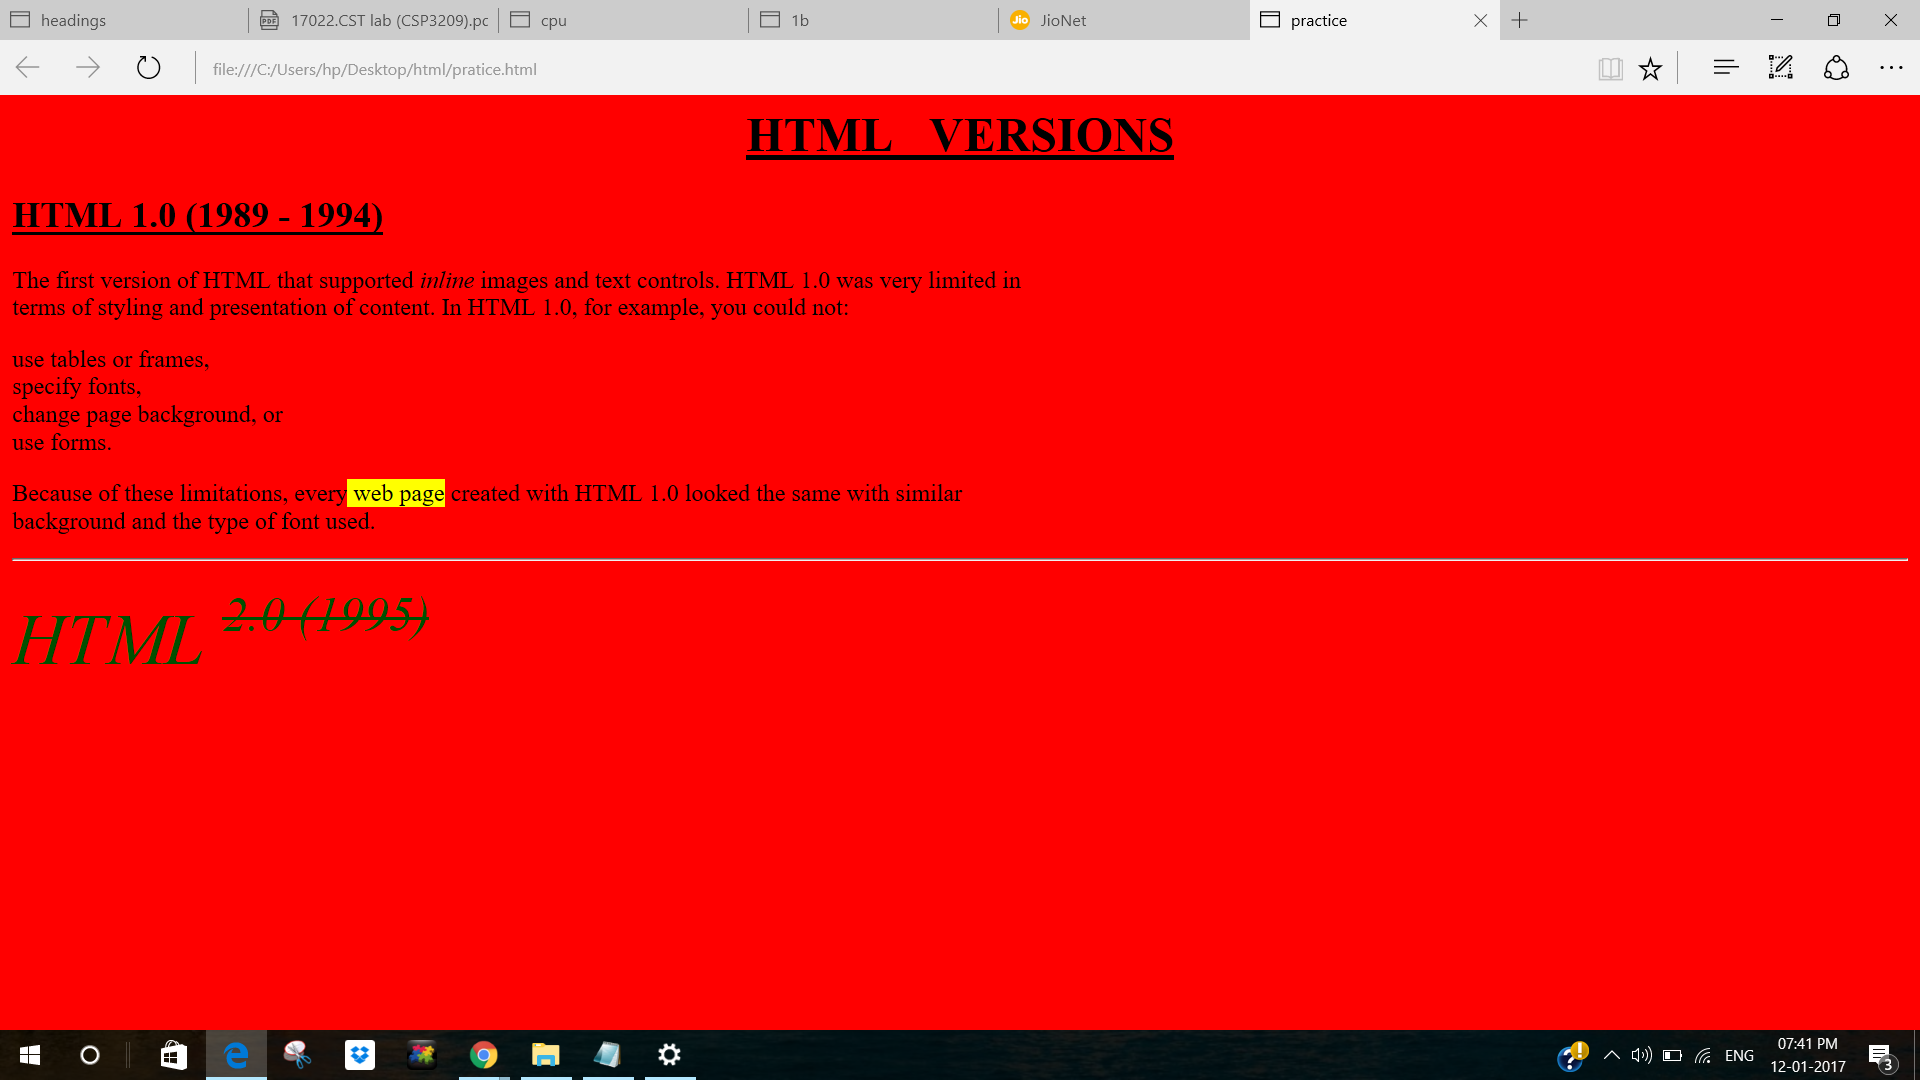 headings
17022.CST lab (CSP3209).pc
cpu
1b
JioNet
practice
file:///C:/Users/hp/Desktop/html/pratice.html
HTML VERSIONS
HTML 1.0 (1989 - 1994)
The first version of HTML that supported inline images and text controls. HTML 1.0 was very limited in
terms of styling and presentation of content. In HTML 1.0, for example, you could not:
use tables or frames,
specify fonts,
change page background, or
use forms.
Because of these limitations, every web page created with HTML 1.0 looked the same with similar
background and the type of font used.
HTML 2.0 (1995)
ENG
07:41 PM
12-01-2017
3